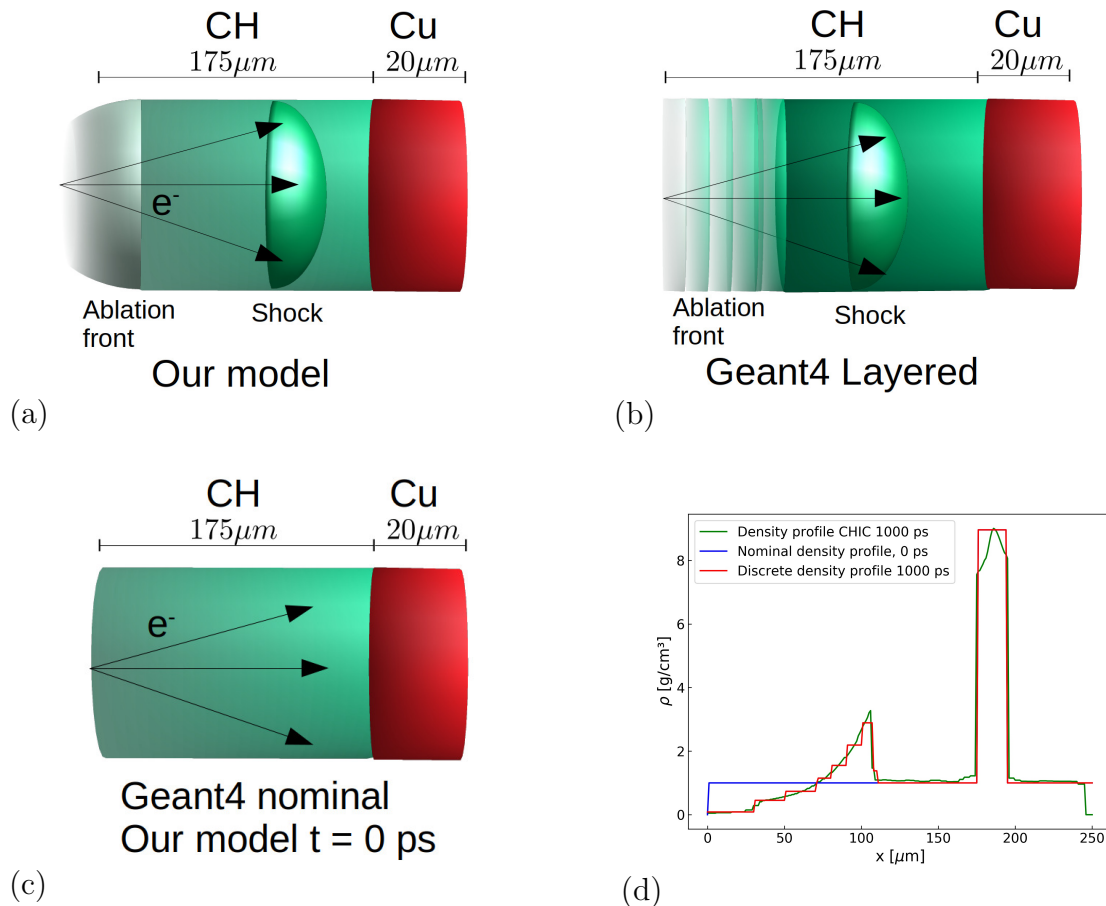 CH Cu
175μm 20μm
e-
Ablation
front
Shock
Our model
(a)
CH Cu
175μm 20μm
Ablation
front
Shock
Geant4 Layered
(b)
CH Cu
175μm 20μm
e-
Geant4 nominal
Our model t = 0 ps
(c)
Density profile CHIC 1000 ps
Nominal density profile, 0 ps
Discrete density profile 1000 ps
ρ [g/cm³]
8
6
4
2
0
0 50 100 150 200 250
x [μm]
(d)